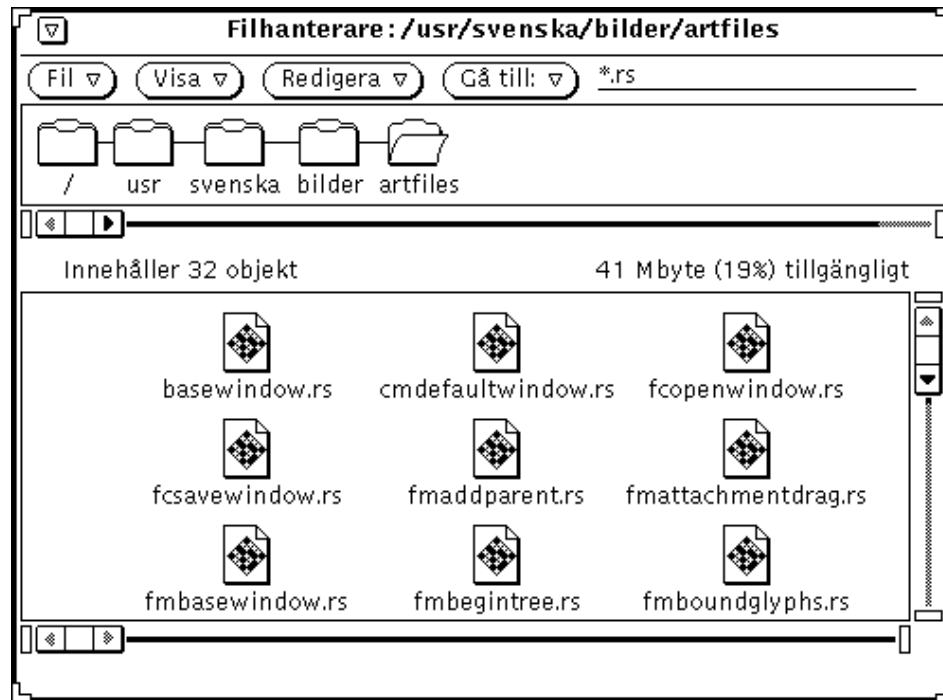 Filhanterare:/usr/svenska/bilder/artfiles
Fil Visa Redigera Gå till: *.rs
/ usr svenska bilder artfiles
Innehåller 32 objekt 41 Mbyte (19%) tillgängligt
basewindow.rs cmdefaultwindow.rs fcopenwindow.rs
fcsavewindow.rs fmaddparent.rs fmattachmentdrag.rs
fmbasewindow.rs fmbegintree.rs fmboundglyphs.rs